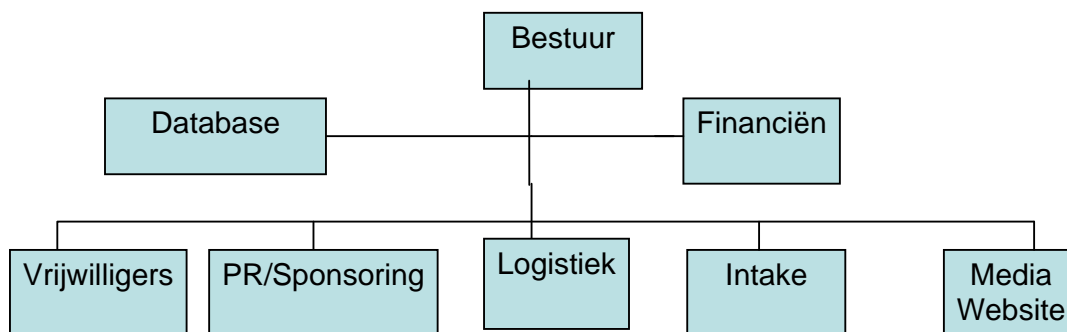 Bestuur
Database
Financiën
Vrijwilligers
PR/Sponsoring
Logistiek
Intake
Media
Website